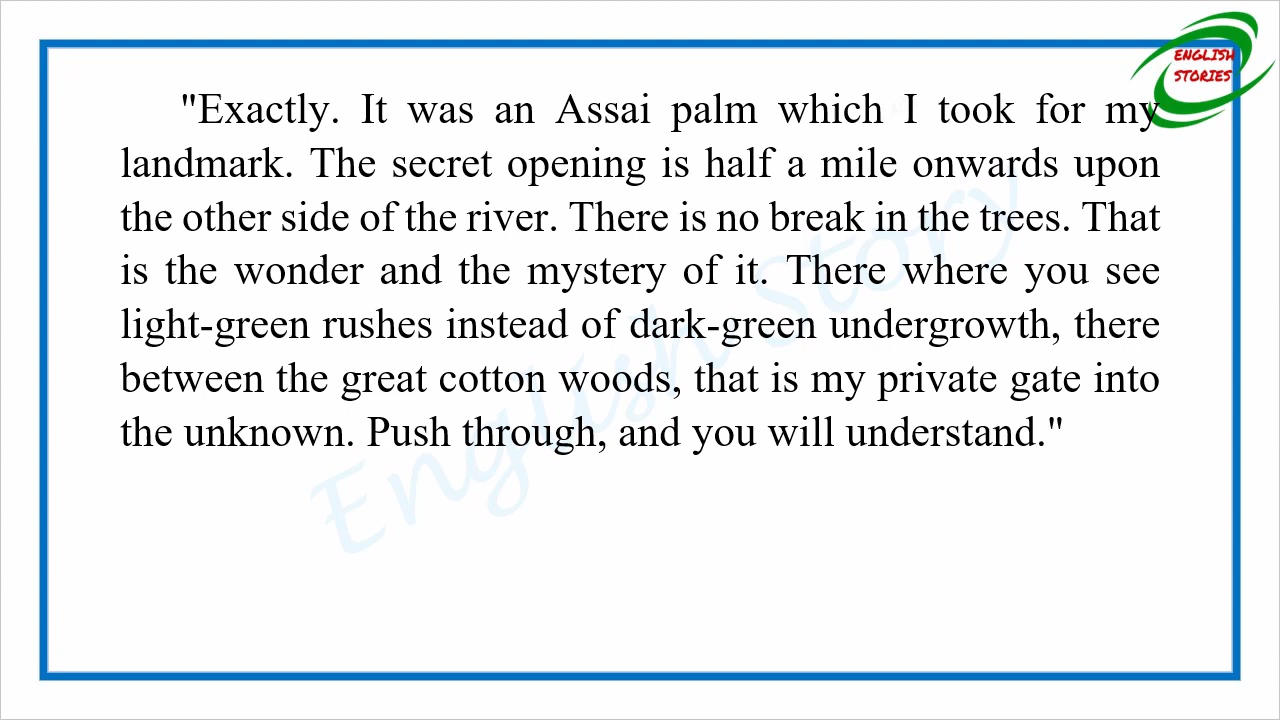 ENGLISH
STORIES
"Exactly. It was an Assai palm which I took for my
landmark. The secret opening is half a mile onwards upon
the other side of the river. There is no break in the trees. That
is the wonder and the mystery of it. There where you see
light-green rushes instead of dark-green undergrowth, there
between the great cotton woods, that is my private gate into
the unknown. Push through, and you will understand."
English Story